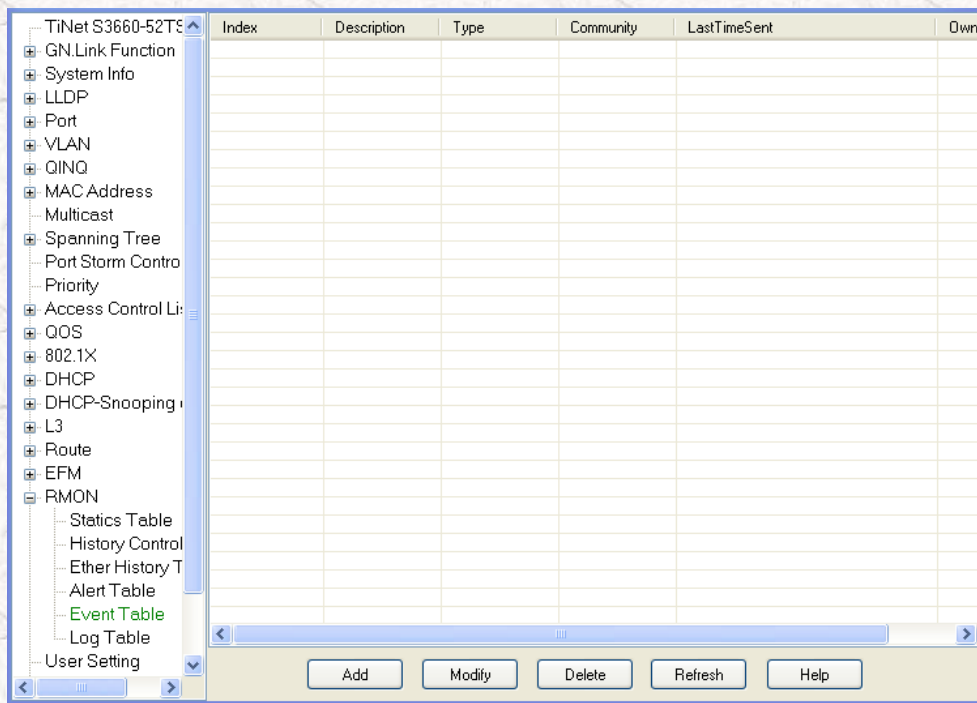 TiNet S3660-52TS
GN.Link Function
System Info
LLDP
Port
VLAN
QINQ
MAC Address
Multicast
Spanning Tree
Port Storm Contro
Priority
Access Control Lis
QOS
802.1X
DHCP
DHCP-Snooping
L3
Route
EFM
RMON
Statics Table
History Control
Ether History T
Alert Table
Event Table
Log Table
User Setting
Index Description Type Community LastTimeSent Own
Add Modify Delete Refresh Help